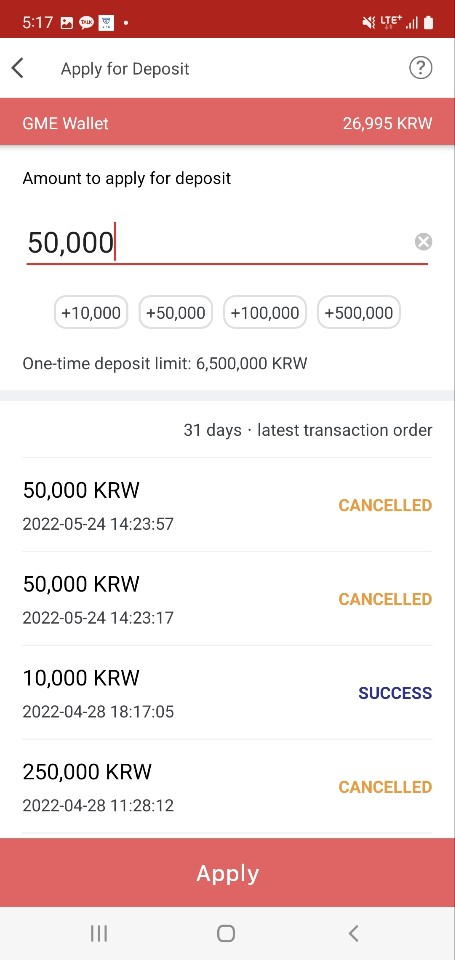 5:17 TALK LTE+
Apply for Deposit ?
GME Wallet 26,995 KRW
Amount to apply for deposit
50,000
+10,000 +50,000 +100,000 +500,000
One-time deposit limit: 6,500,000 KRW
31 days · latest transaction order
50,000 KRW
CANCELLED
2022-05-24 14:23:57
50,000 KRW
CANCELLED
2022-05-24 14:23:17
10,000 KRW
SUCCESS
2022-04-28 18:17:05
250,000 KRW
CANCELLED
2022-04-28 11:28:12
Apply